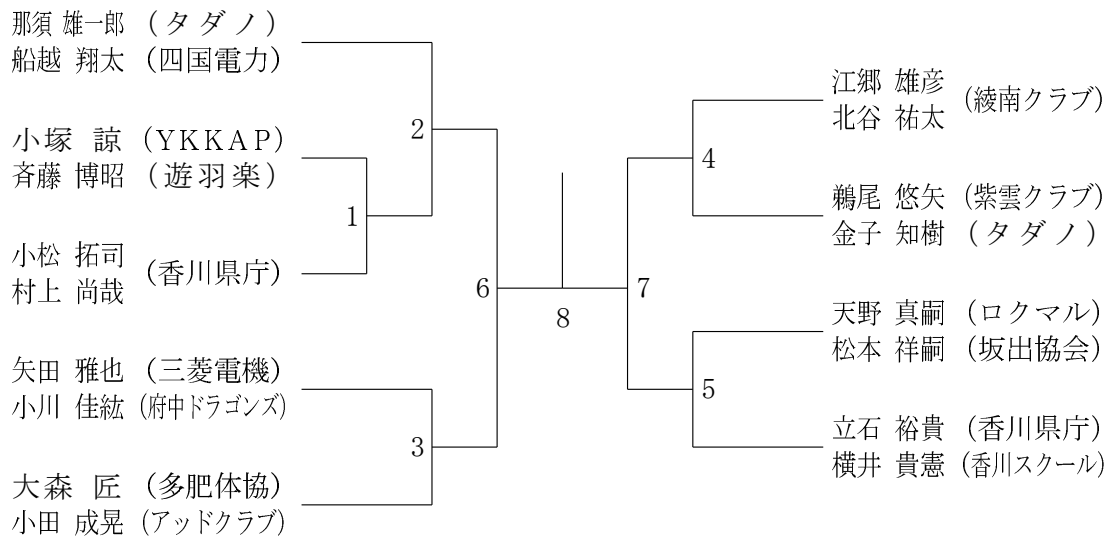 那須 雄一郎 (タダノ)
船越 翔太 (四国電力)
小塚 諒 (YKKAP)
斉藤 博昭 (遊羽楽)
小松 拓司
村上 尚哉
(香川県庁)
矢田 雅也 (三菱電機)
小川 佳紘 (府中ドラゴンズ)
大森 匠 (多肥体協)
小田 成晃 (アッドクラブ)
2
1
6
3
8
7
4
5
江郷 雄彦
北谷 祐太
(綾南クラブ)
鵜尾 悠矢 (紫雲クラブ)
金子 知樹 (タダノ)
天野 真嗣 (ロクマル)
松本 祥嗣 (坂出協会)
立石 裕貴 (香川県庁)
横井 貴憲 (香川スクール)